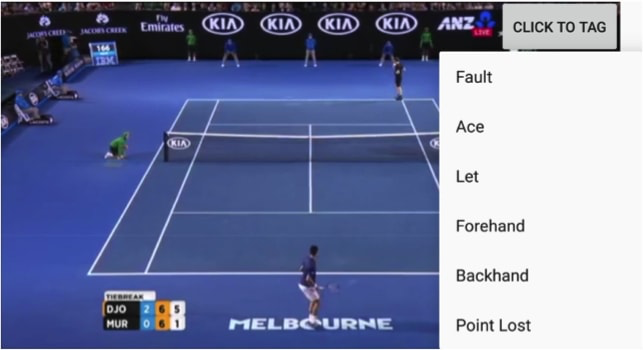 JACOB'S CREEK
JACOB'S CREEK
Fly
Emirates
KIA
KIA
KIA
KIA
ANZ
LIVE
CLICK TO TAG
166
IBM
KIA
Fault
Ace
Let
Forehand
Backhand
Point Lost
TIEBREAK
DJO 2 6 5
MUR 0 6 1
MELBOURNE